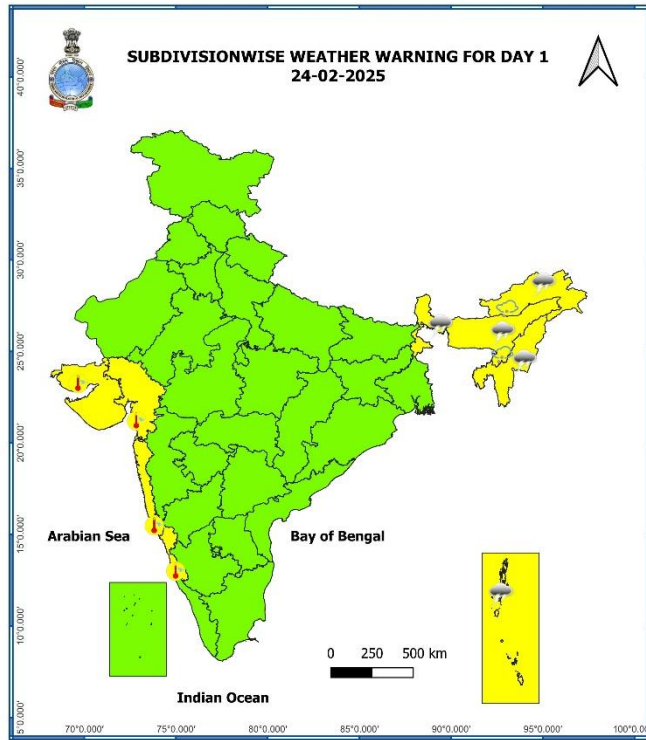 SUBDIVISIONWISE WEATHER WARNING FOR DAY 1
24-02-2025
40°0.000'
35°0.000'
30°0.000'
25°0.000'
20°0.000'
15°0.000'
10°0.000'
5°0.000'
Arabian Sea
Bay of Bengal
0 250 500 km
Indian Ocean
70°0.000' 75°0.000' 80°0.000' 85°0.000' 90°0.000' 95°0.000' 100°0.0